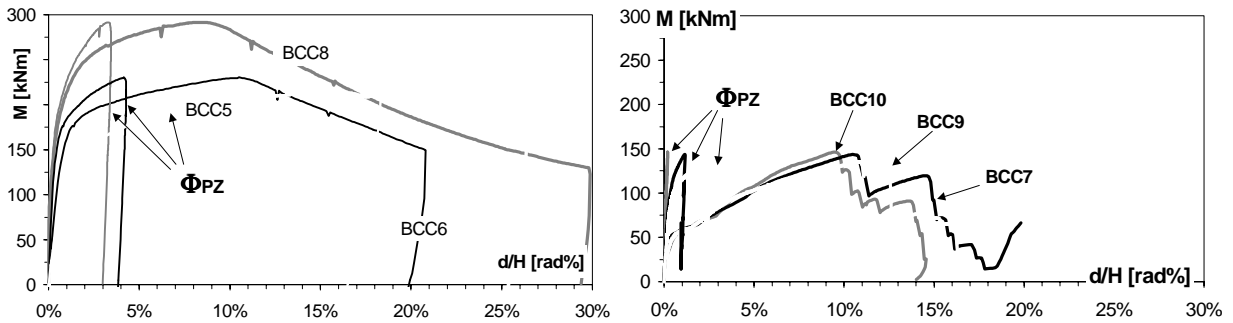 300
250
200
150
100
50
0
M [kNm]
BCC8
BCC5
ΦPZ
BCC6
d/H [rad%]
0% 5% 10% 15% 20% 25% 30%
300
250
200
150
100
50
0
M [kNm]
ΦPZ
BCC10
BCC9
BCC7
d/H [rad%]
0% 5% 10% 15% 20% 25% 30%